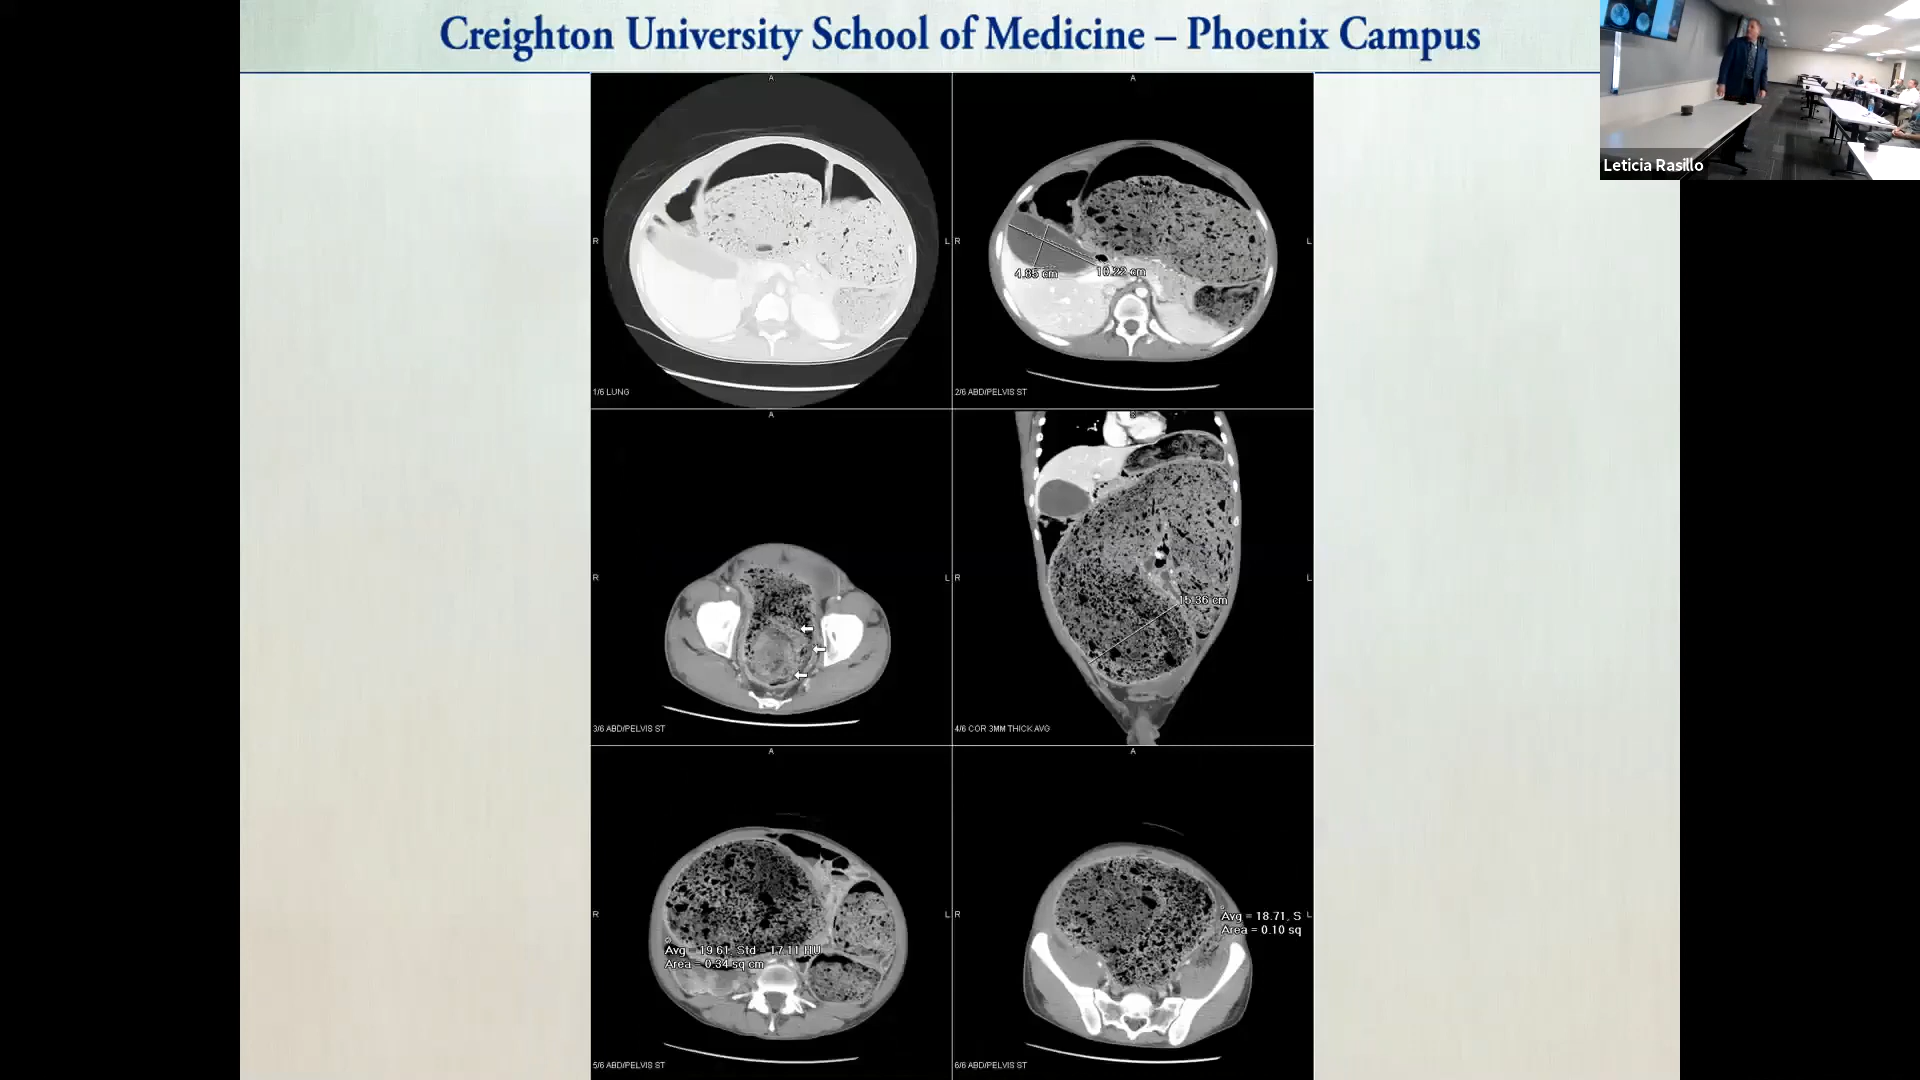 Creighton University School of Medicine – Phoenix Campus
Leticia Rasillo
A
R
L
1/6 LUNG
A
R
L
4.85 cm
10.22 cm
2/6 ABD/PELVIS ST
A
R
L
3/6 ABD/PELVIS ST
R
L
15.36 cm
4/6 COR 3MM THICK AVG
A
R
L
Avg = 19.61, Std = 17.11 HU
Area = 0.34 sq cm
5/6 ABD/PELVIS ST
A
R
L
Avg = 18.71, S
Area = 0.10 sq
6/6 ABD/PELVIS ST